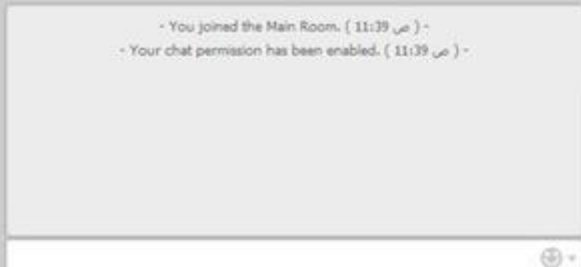 - You joined the Main Room. ( 11:39 ص ) -
- Your chat permission has been enabled. ( 11:39 ص ) -